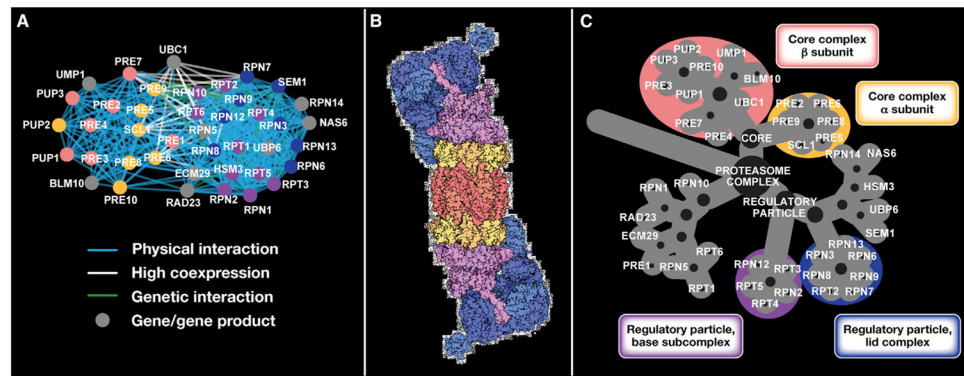 A
UBC1
PRE7
RPN7
UMP1
PRE9
RPN10
RPT2
SEM1
PUP3
PRE2
PRE5
RPT6
RPN9
RPT4
RPN14
PUP2
PRE4
SCL1
RPN12
RPN3
NAS6
RPN5
PRE1
RPT1
UBP6
RPN13
PUP1
PRE3
PRE8
PRE6
RPN8
HSM3
RPT5
RPN6
BLM10
ECM29
RPT3
PRE10
RAD23
RPN2
RPN1
Physical interaction
High coexpression
Genetic interaction
Gene/gene product
B
C
Core complex
β subunit
PUP2
UMP1
PUP3
PRE10
BLM10
PRE3
PUP1
UBC1
PRE7
PRE4
CORE
Core complex
α subunit
PRE2
PRE6
PRE9
PRE8
SCL1
PRE5
RPN14
NAS6
PROTEASOME
COMPLEX
HSM3
REGULATORY
PARTICLE
UBP6
SEM1
RPN1
RPN10
RAD23
ECM29
RPT6
PRE1
RPN5
RPT1
RPN12
RPT3
RPT5
RPN2
RPT4
RPN13
RPN3
RPN6
RPN8
RPN9
RPT2
RPN7
Regulatory particle,
base subcomplex
Regulatory particle,
lid complex